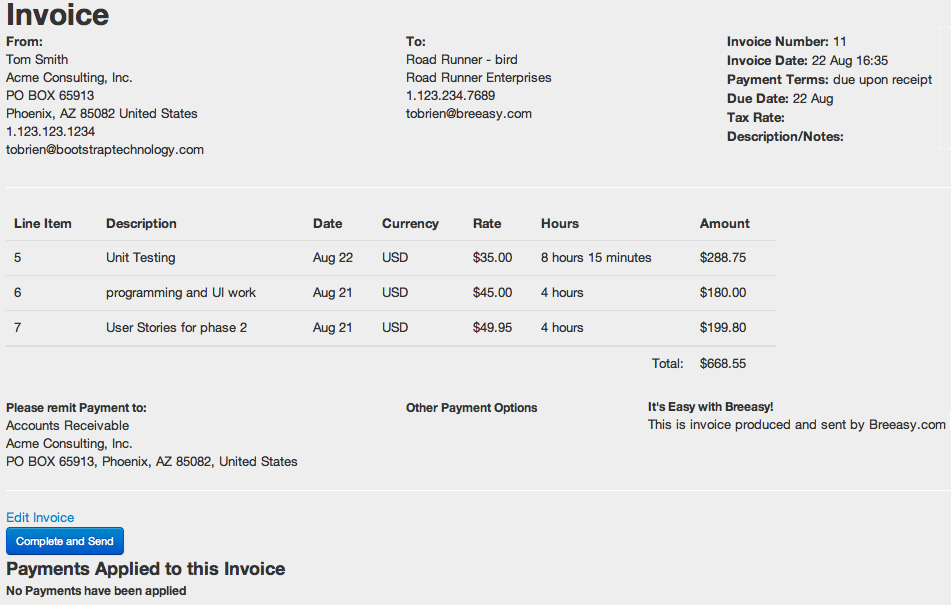 Invoice
From:
Tom Smith
Acme Consulting, Inc.
PO BOX 65913
Phoenix, AZ 85082 United States
1.123.123.1234
tobrien@bootstraptechnology.com
To:
Road Runner - bird
Road Runner Enterprises
1.123.234.7689
tobrien@breeasy.com
Invoice Number: 11
Invoice Date: 22 Aug 16:35
Payment Terms: due upon receipt
Due Date: 22 Aug
Tax Rate:
Description/Notes:
Line Item Description Date Currency Rate Hours Amount
5 Unit Testing Aug 22 USD $35.00 8 hours 15 minutes $288.75
6 programming and UI work Aug 21 USD $45.00 4 hours $180.00
7 User Stories for phase 2 Aug 21 USD $49.95 4 hours $199.80
Total: $668.55
Please remit Payment to:
Accounts Receivable
Acme Consulting, Inc.
PO BOX 65913, Phoenix, AZ 85082, United States
Other Payment Options
It's Easy with Breeasy!
This is invoice produced and sent by Breeasy.com
Edit Invoice
Complete and Send
Payments Applied to this Invoice
No Payments have been applied